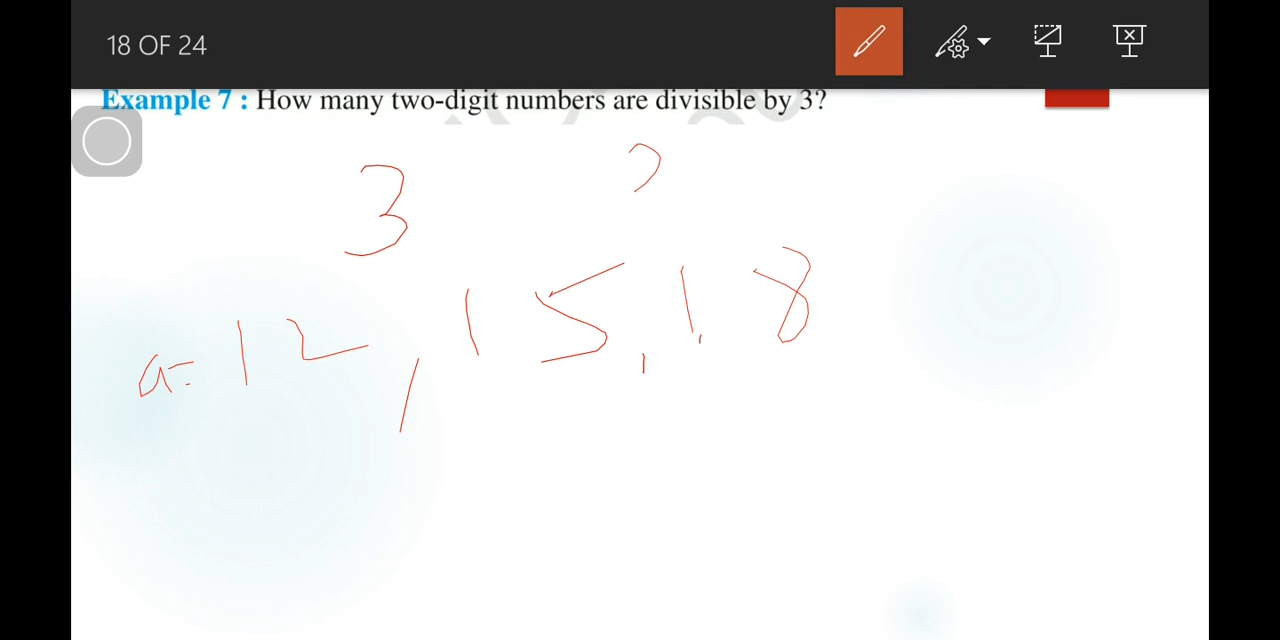 18 OF 24
Example 7 : How many two-digit numbers are divisible by 3?
3
a= 12, 15, 18